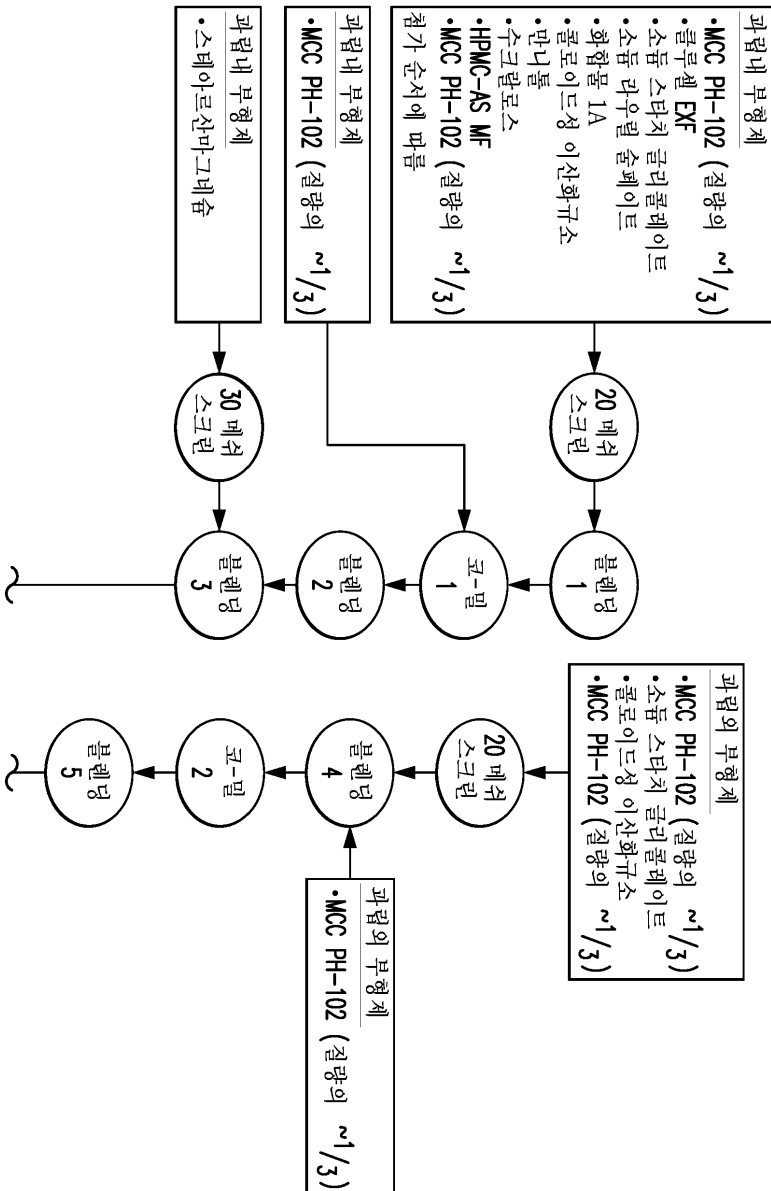 과립내 부형제
•MCC PH-102 (질량의 ~1/3)
•클루셀 EXF
•소듐 스타치 글리콜레이트
•소듐 라우릴 술페이트
•화합물 1A
•콜로이드성 이산화규소
•만니톨
•수크랄로스
•HPMC-AS MF
•MCC PH-102 (질량의 ~1/3)
첨가 순서에 따름
20 메쉬
스크린
블렌딩
1
과립내 부형제
•MCC PH-102 (질량의 ~1/3)
코-밀
1
블렌딩
2
과립내 부형제
•스테아르산마그네슘
30 메쉬
스크린
블렌딩
3
과립외 부형제
•MCC PH-102 (질량의 ~1/3)
•소듐 스타치 글리콜레이트
•콜로이드성 이산화규소
•MCC PH-102 (질량의 ~1/3)
20 메쉬
스크린
블렌딩
4
과립외 부형제
•MCC PH-102 (질량의 ~1/3)
코-밀
2
블렌딩
5